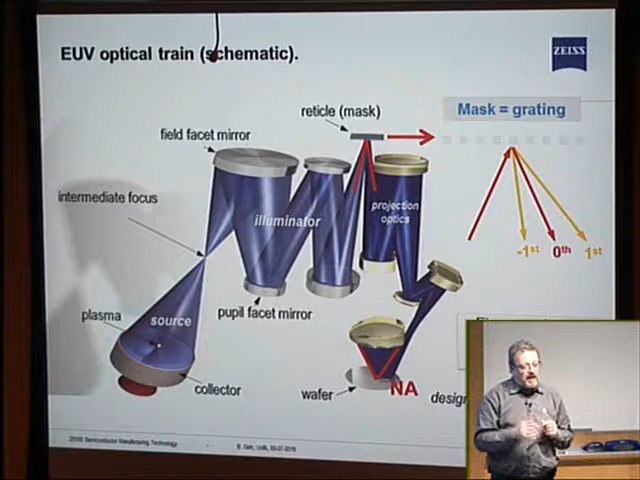 EUV optical train (schematic).
ZEISS
reticle (mask)
Mask = grating
field facet mirror
intermediate focus
illuminator
projection
optics
-1st
0th
1st
plasma
source
pupil facet mirror
collector
wafer
NA
desig
ZEISS Semiconductor Manufacturing Technology